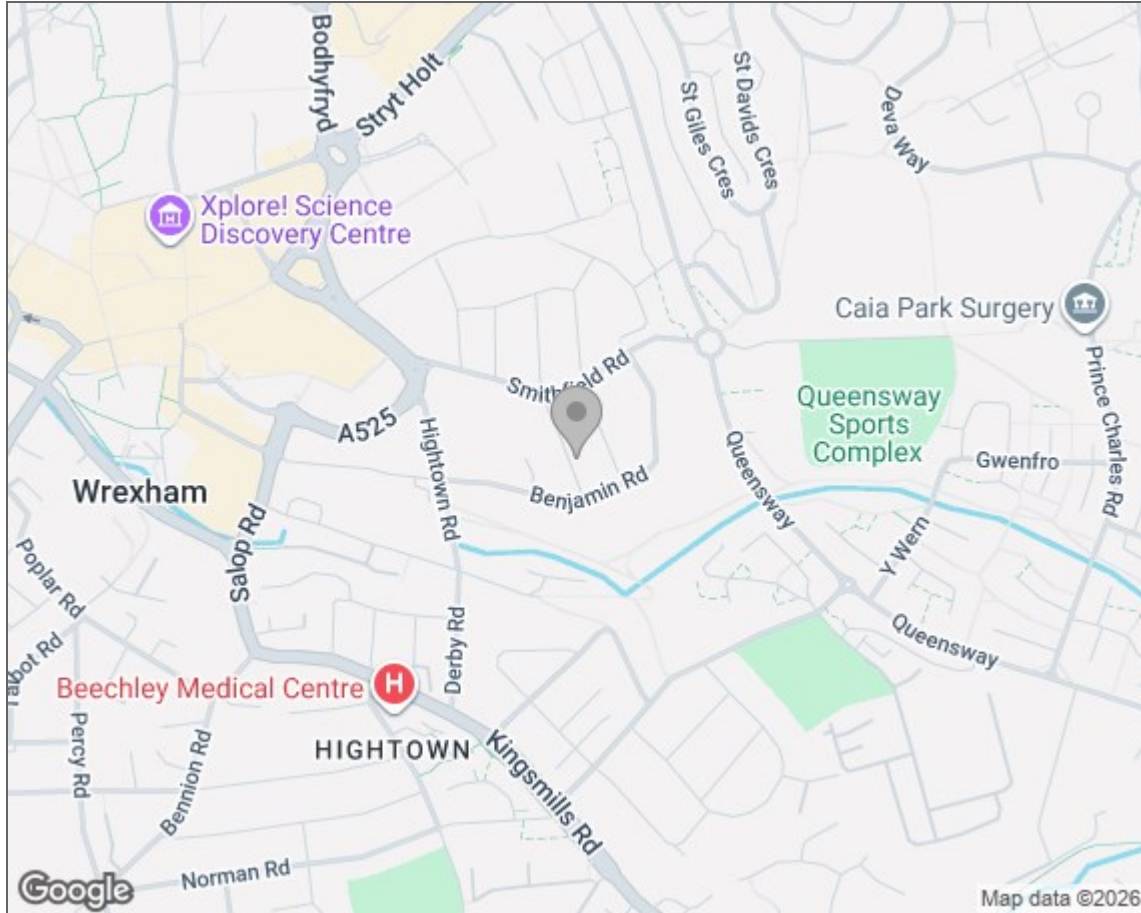 Bodhyfryd
Stryt Holt
St Giles Cres
St Davids Cres
Deva Way
Xplore! Science
Discovery Centre
Caia Park Surgery
Prince Charles Rd
Smithfield Rd
Queensway
Sports
Complex
A525
Hightown Rd
Queensway
Gwenfro
Benjamin Rd
Wrexham
Salop Rd
Y Wern
Poplar Rd
Talbot Rd
Derby Rd
Queensway
Beechley Medical Centre
H
Percy Rd
Bennion Rd
HIGHTOWN
Kingsmills Rd
Norman Rd
Google
Map data ©2026